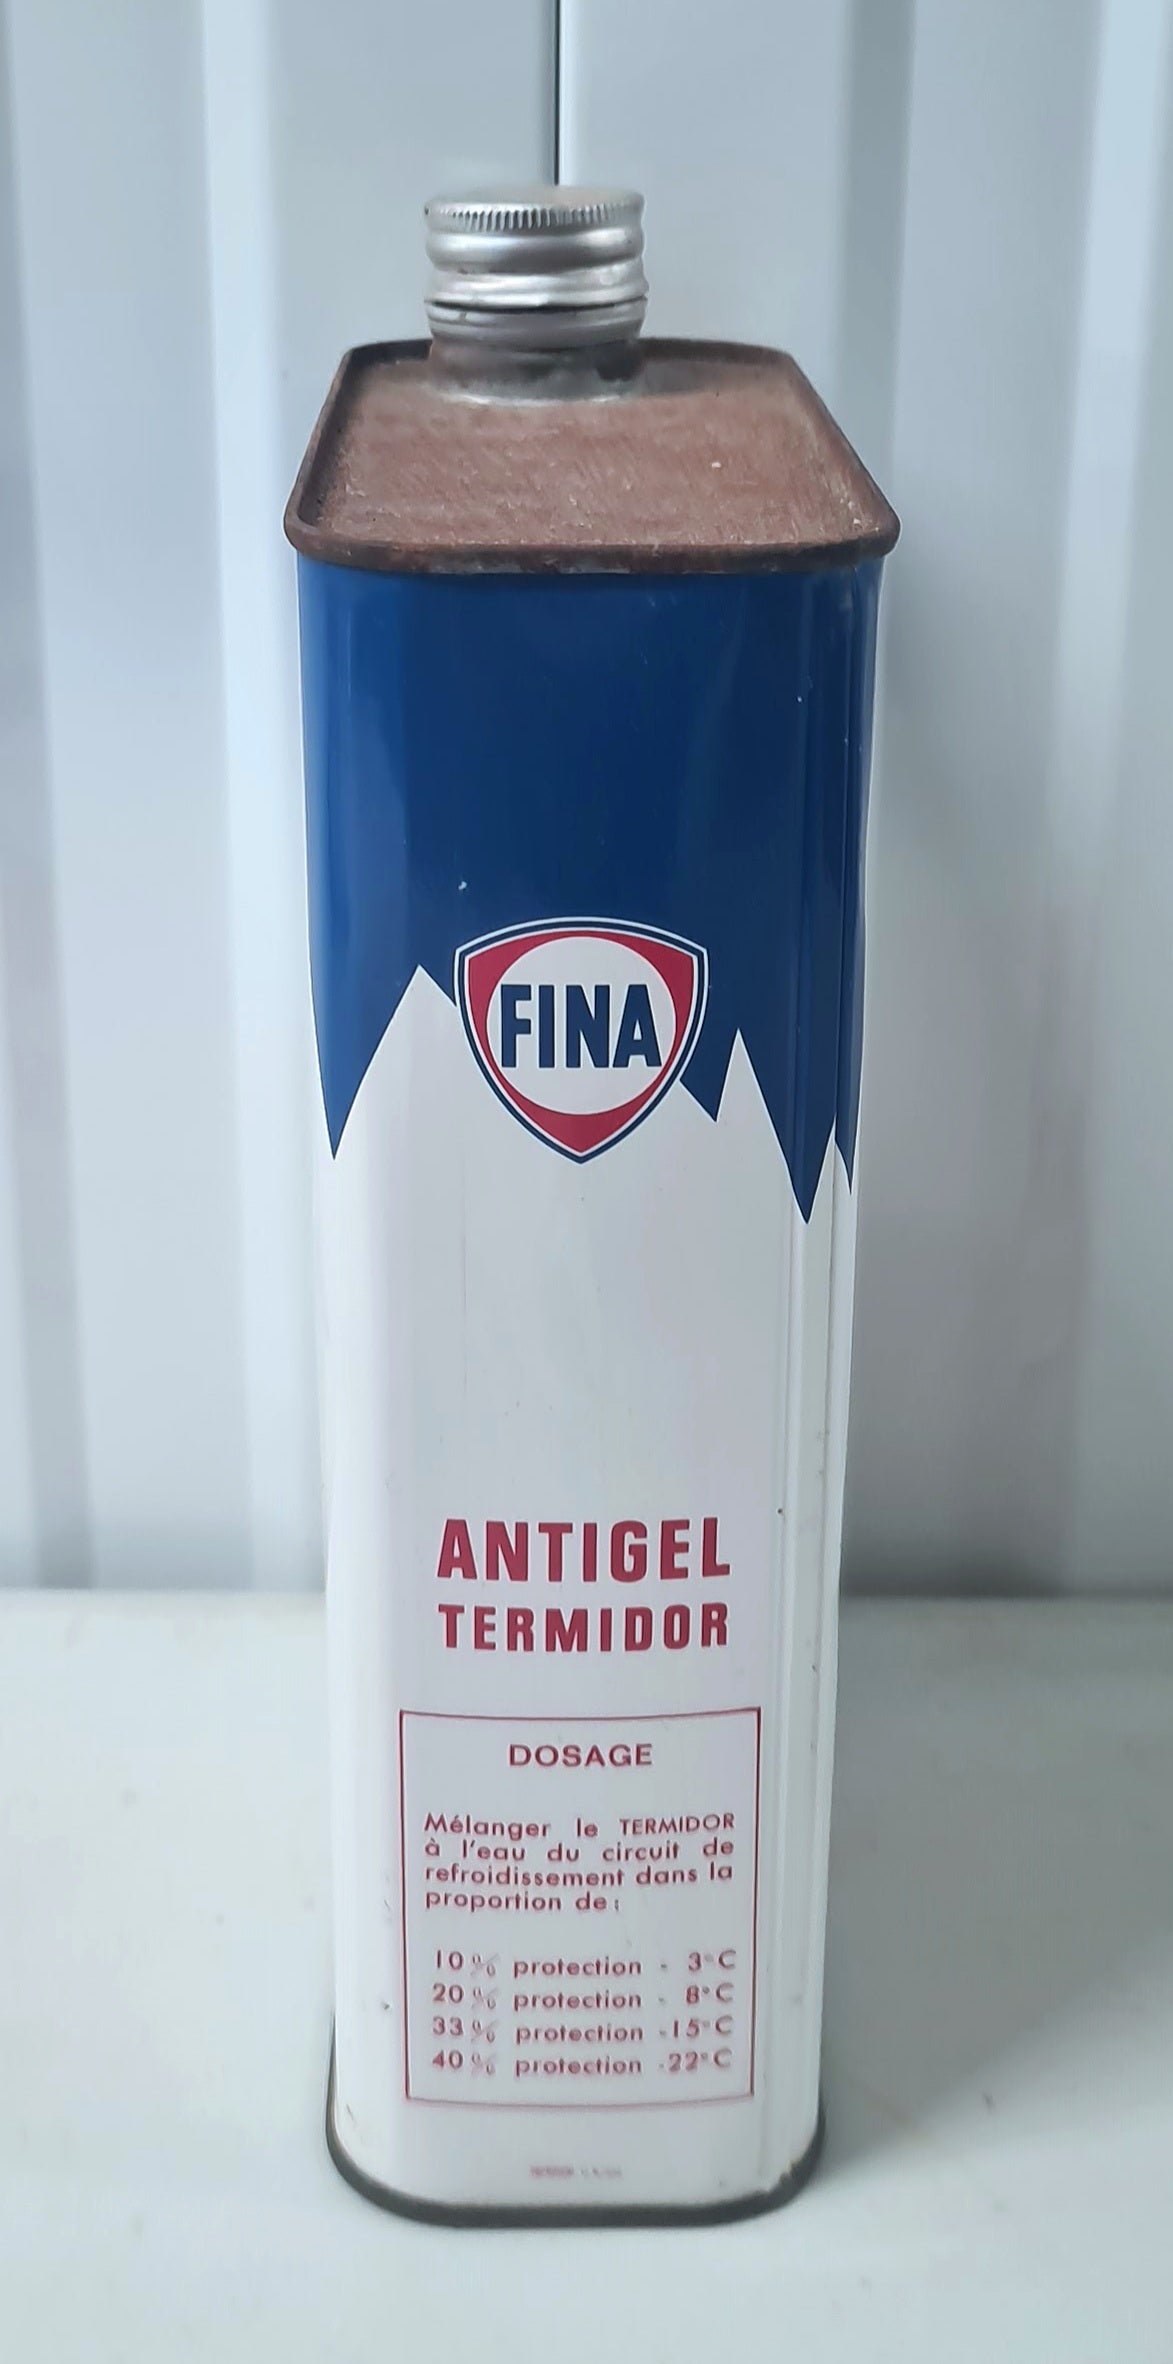 FINA
ANTIGEL
TERMIDOR
DOSAGE
Mélanger le TERMIDOR
à l'eau du circuit de
refroidissement dans la
proportion de :
10 % protection - 3°C
20 % protection - 8°C
33 % protection -15°C
40 % protection -22°C